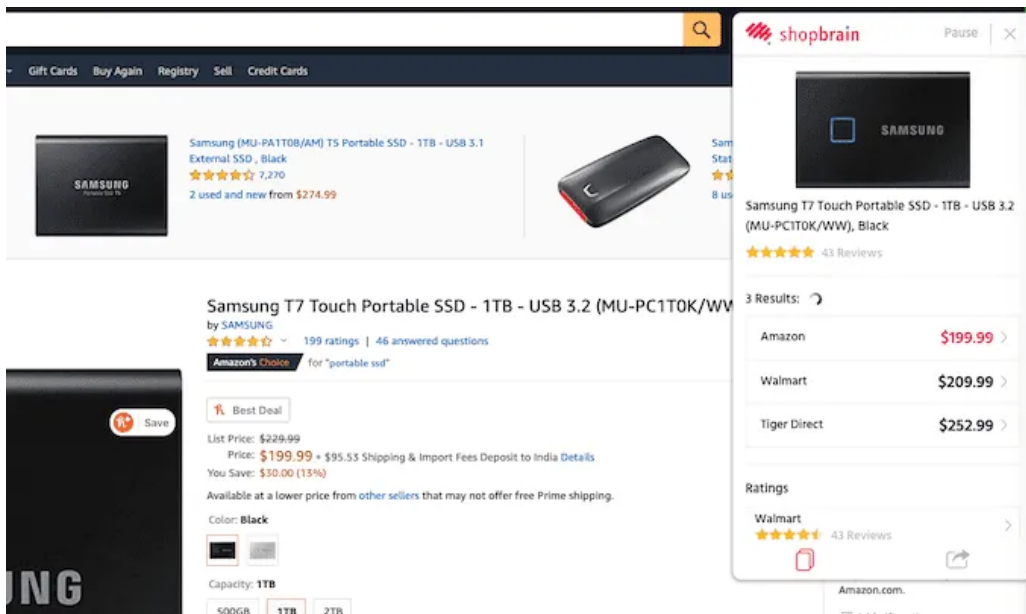 Gift Cards Buy Again Registry Sell Credit Cards
SAMSUNG
Samsung (MU-PA1T0B/AM) T5 Portable SSD - 1TB - USB 3.1
External SSD , Black
7,270
2 used and new from $274.99
Sam
Stat
8 us
Samsung T7 Touch Portable SSD - 1TB - USB 3.2 (MU-PC1T0K/WW
by SAMSUNG
199 ratings | 46 answered questions
Amazon's Choice for "portable ssd"
Best Deal
Save
List Price: $229.99
Price: $199.99 + $95.53 Shipping & Import Fees Deposit to India Details
You Save: $30.00 (13%)
Available at a lower price from other sellers that may not offer free Prime shipping.
Color: Black
Capacity: 1TB
500GB 1TB 2TB
UNG
shopbrain Pause
SAMSUNG
Samsung T7 Touch Portable SSD - 1TB - USB 3.2
(MU-PC1T0K/WW), Black
43 Reviews
3 Results:
Amazon $199.99
Walmart $209.99
Tiger Direct $252.99
Ratings
Walmart
43 Reviews
Amazon.com.